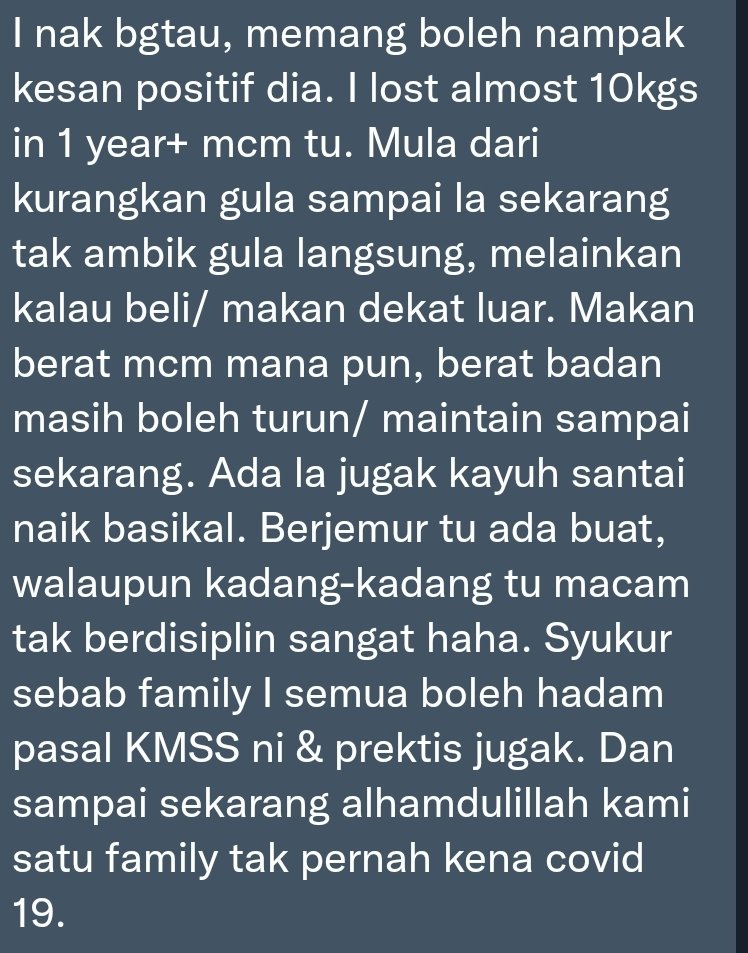 I nak bgtau, memang boleh nampak
kesan positif dia. I lost almost 10kgs
in 1 year+ mcm tu. Mula dari
kurangkan gula sampai la sekarang
tak ambik gula langsung, melainkan
kalau beli/ makan dekat luar. Makan
berat mcm mana pun, berat badan
masih boleh turun/ maintain sampai
sekarang. Ada la jugak kayuh santai
naik basikal. Berjemur tu ada buat,
walaupun kadang-kadang tu macam
tak berdisiplin sangat haha. Syukur
sebab family I semua boleh hadam
pasal KMSS ni & prektis jugak. Dan
sampai sekarang alhamdulillah kami
satu family tak pernah kena covid
19.